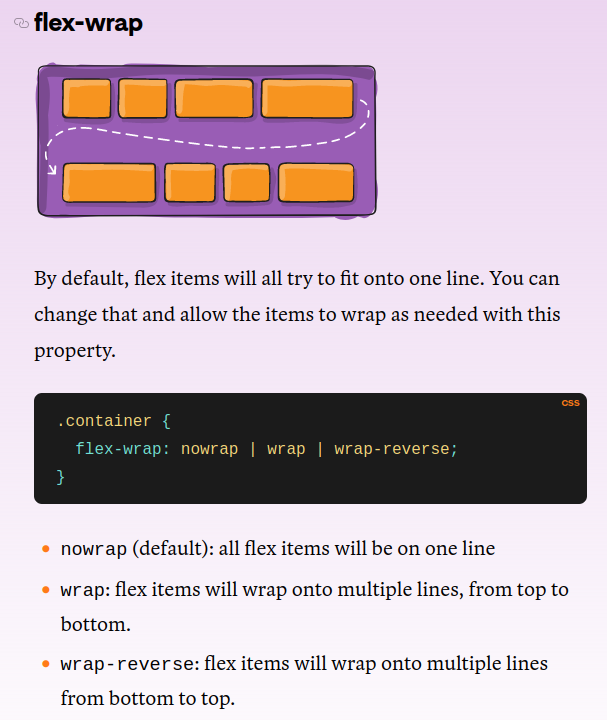 flex-wrap
By default, flex items will all try to fit onto one line. You can
change that and allow the items to wrap as needed with this
property.
css
.container {
  flex-wrap: nowrap | wrap | wrap-reverse;
}
nowrap (default): all flex items will be on one line
wrap: flex items will wrap onto multiple lines, from top to
bottom.
wrap-reverse: flex items will wrap onto multiple lines
from bottom to top.